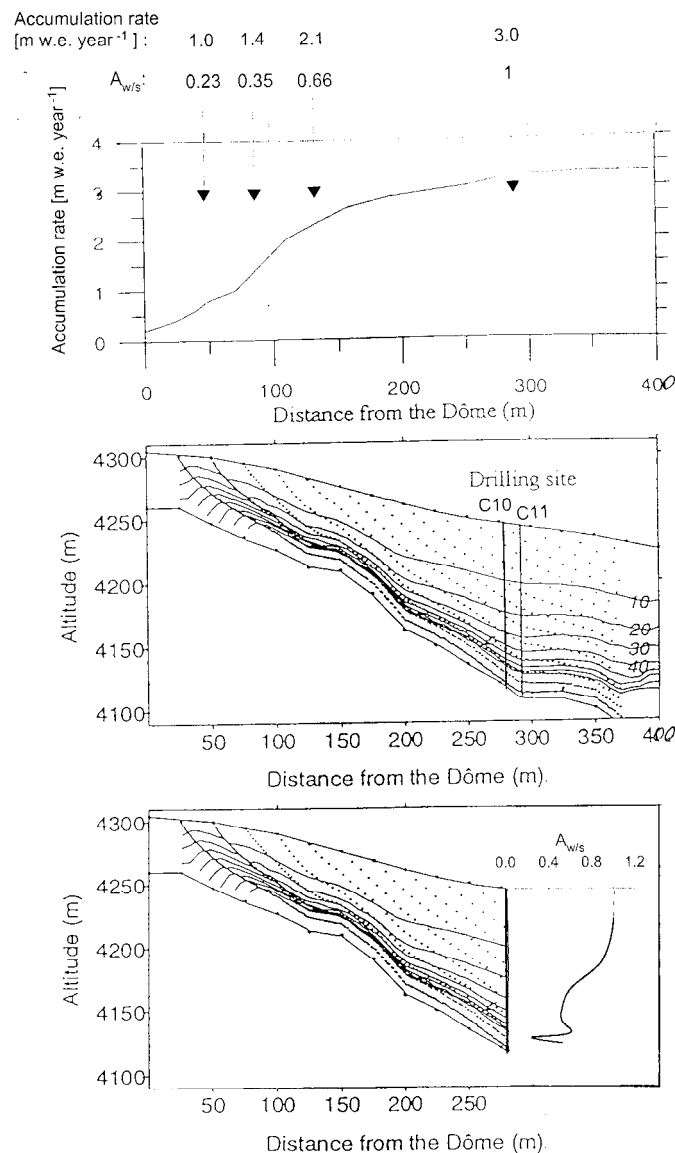 Accumulation rate
[m w.e. year⁻¹] : 1.0 1.4 2.1 3.0
A w/s: 0.23 0.35 0.66 1
Accumulation rate [m w.e. year⁻¹]
4
3
2
1
0
0 100 200 300 400
Distance from the Dôme (m)
Altitude (m)
4300
4250
4200
4150
4100
Drilling site
C10 C11
10
20
30
40
50 100 150 200 250 300 350 400
Distance from the Dôme (m).
Altitude (m)
4300
4250
4200
4150
4100
A w/s
0.0 0.4 0.8 1.2
50 100 150 200 250
Distance from the Dôme (m).